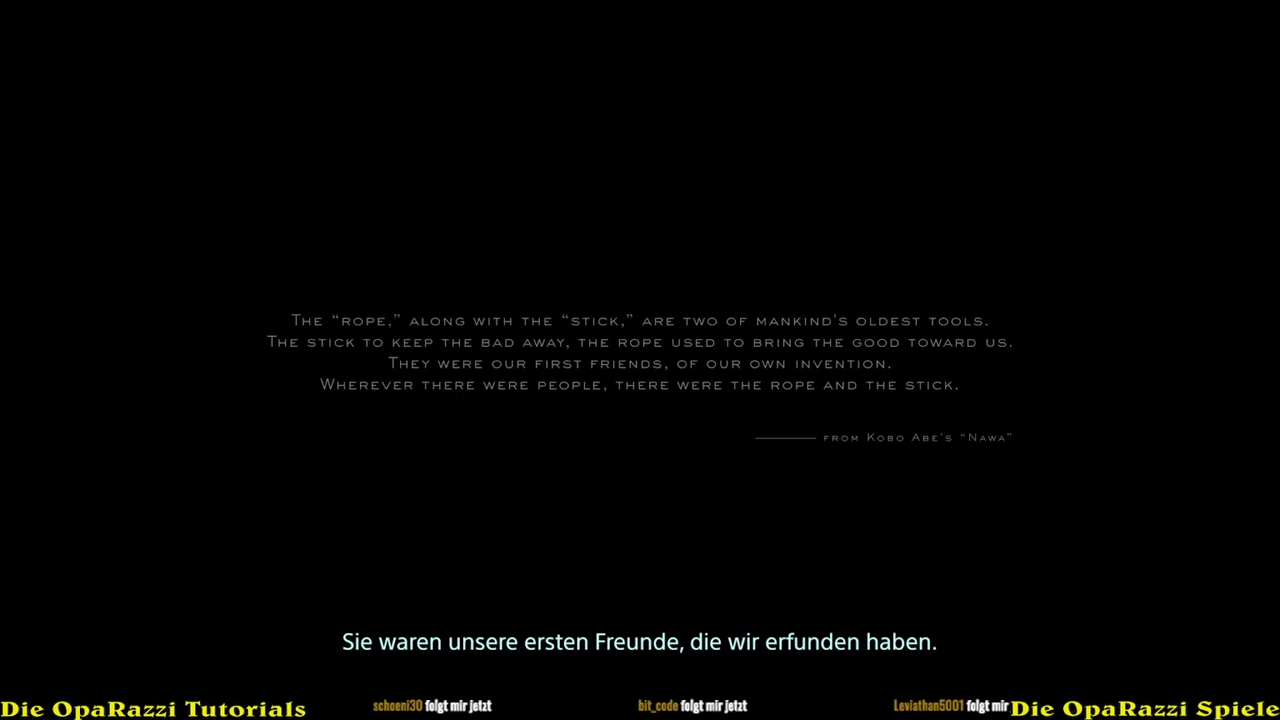 The “rope,” along with the “stick,” are two of mankind's oldest tools.
The stick to keep the bad away, the rope used to bring the good toward us.
They were our first friends, of our own invention.
Wherever there were people, there were the rope and the stick.
from Kobo Abe's “Nawa”
Sie waren unsere ersten Freunde, die wir erfunden haben.
Die OpaRazzi Tutorials schoeni30 folgt mir jetzt bit_code folgt mir jetzt Leviathan5001 folgt mir Die OpaRazzi Spiele